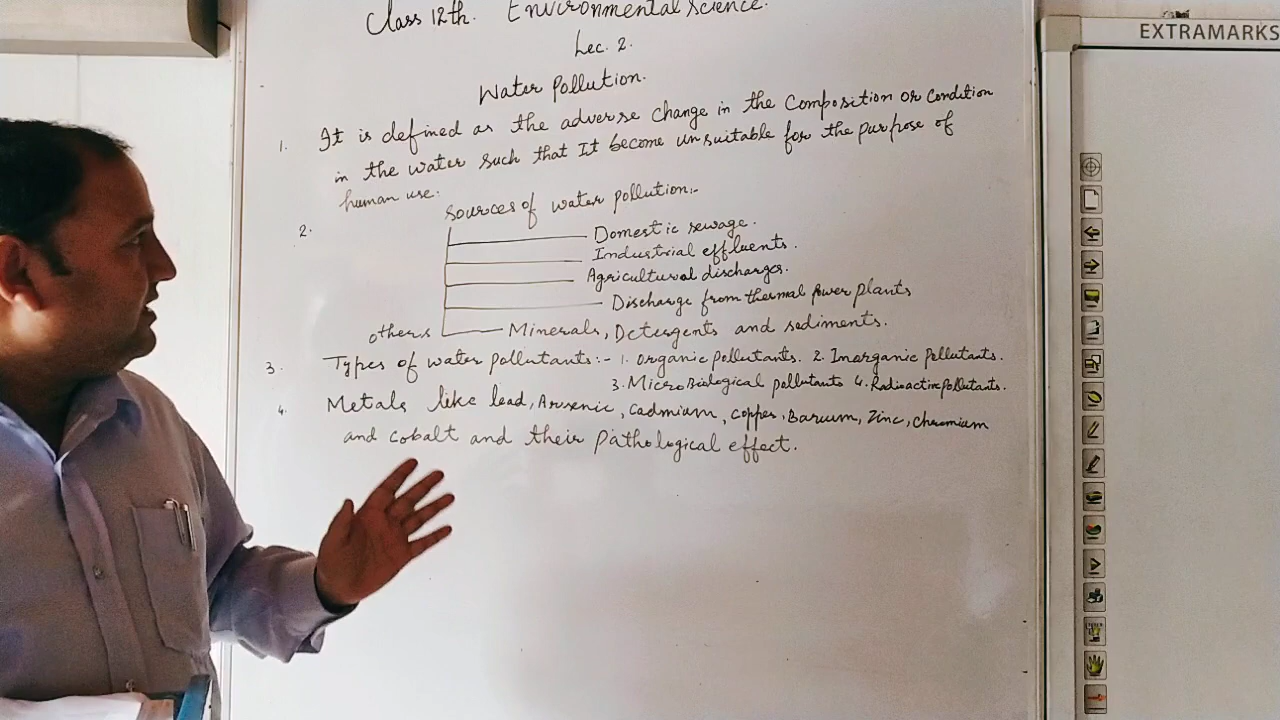 Class 12th. Environmental Science.
EXTRAMARKS
Lec. 2.
Water Pollution.
1. It is defined as the adverse change in the Composition or Condition
in the water such that It become unsuitable for the purpose of
human use.
2. Sources of water pollution:-
Domestic sewage.
Industrial effluents.
Agricultural discharges.
Discharge from thermal power plants
others Minerals, Detergents and sediments.
3. Types of water pollutants:- 1. Organic pollutants. 2. Inorganic Pollutants.
3. Micro Biological pollutants 4. Radioactive Pollutants.
4. Metals like lead, Arsenic, Cadmium, Copper, Barium, Zinc, Chromium
and cobalt and their Pathological effect.